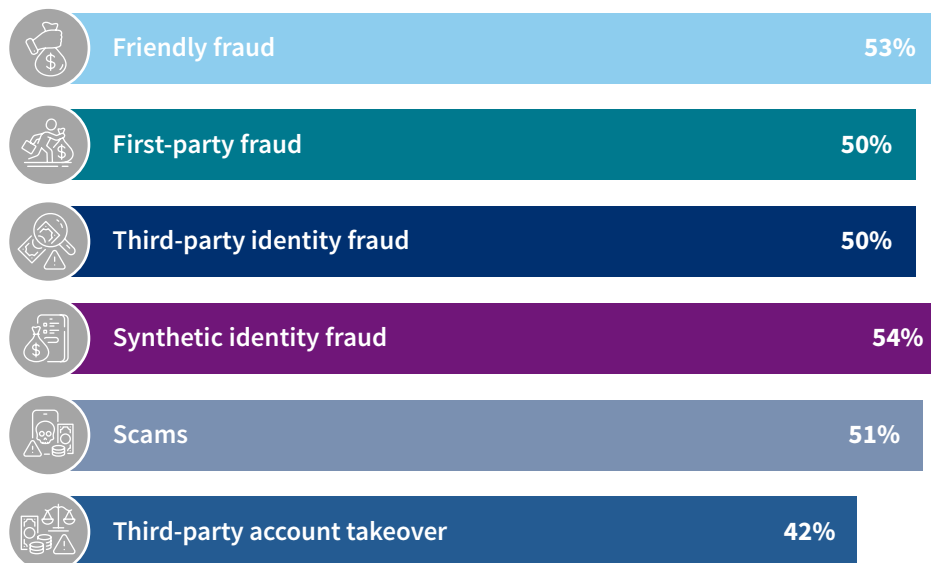 Friendly fraud 53%
First-party fraud 50%
Third-party identity fraud 50%
Synthetic identity fraud 54%
Scams 51%
Third-party account takeover 42%